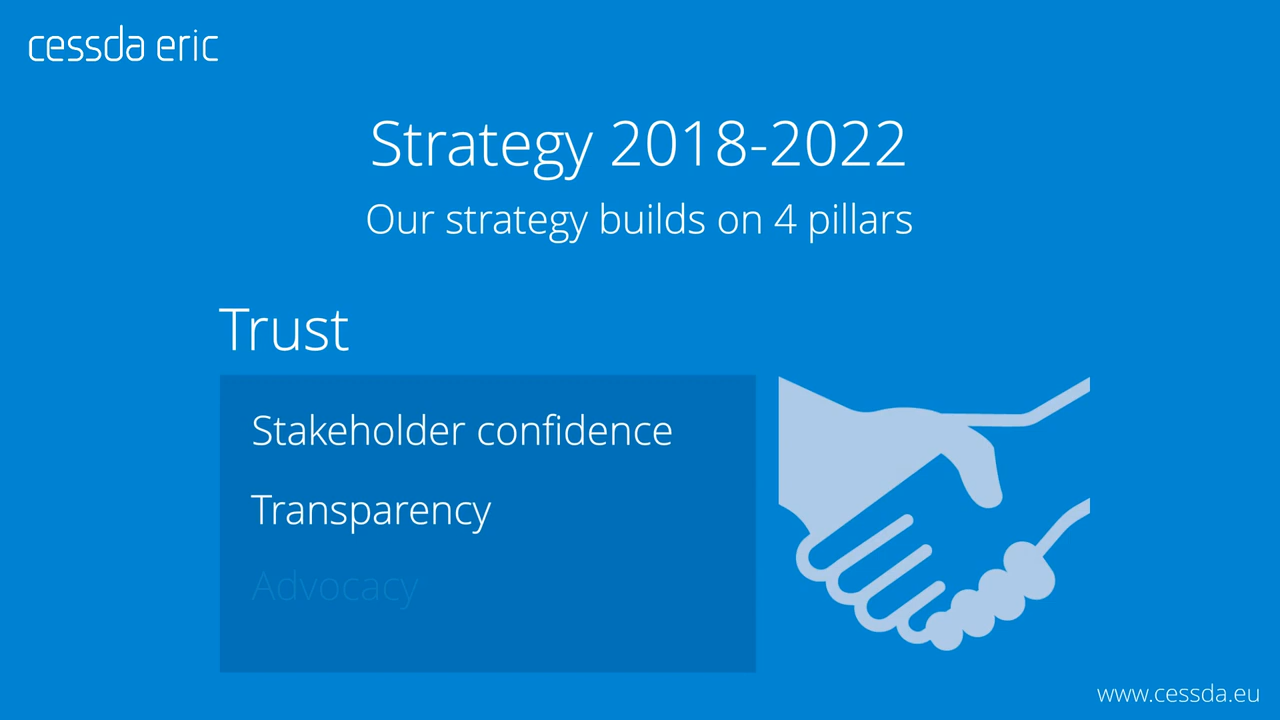 cessda eric
Strategy 2018-2022
Our strategy builds on 4 pillars
Trust
Stakeholder confidence
Transparency
Advocacy
www.cessda.eu